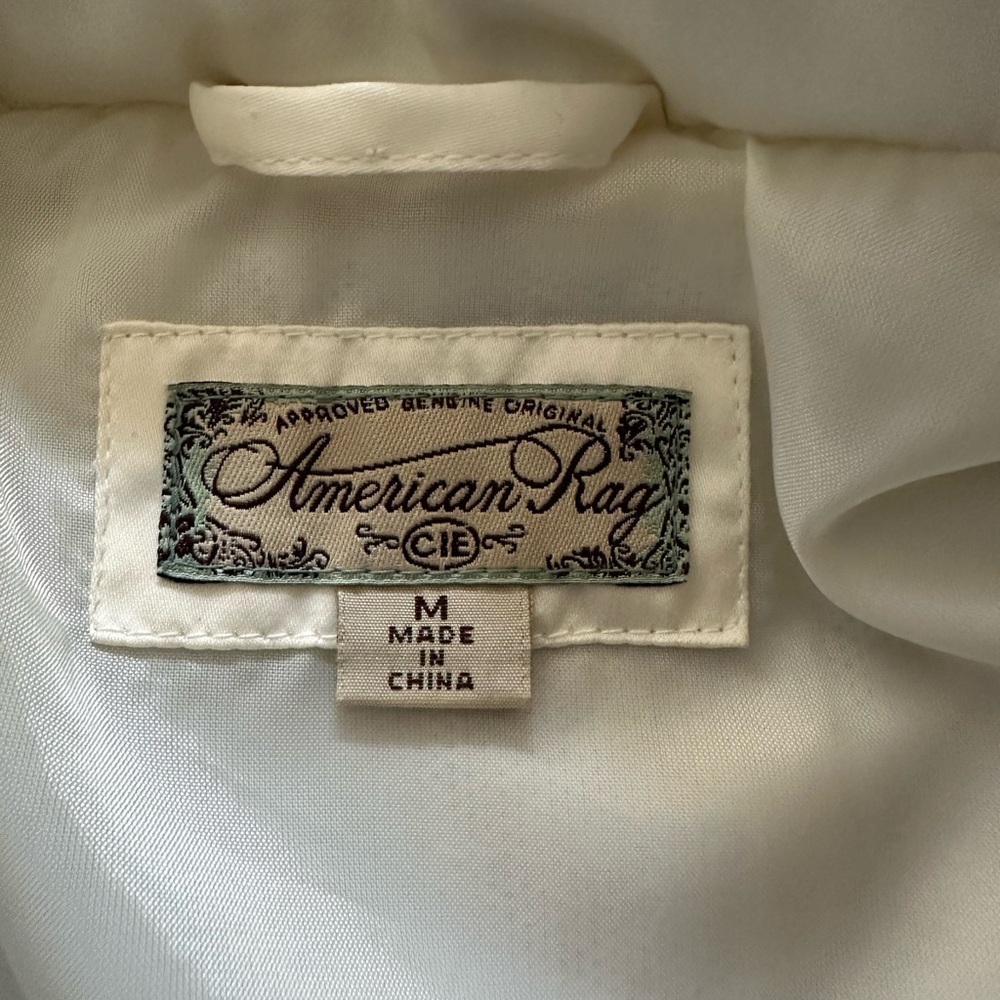 APPROVED GENUINE ORIGINAL
American Rag
CIE
M
MADE
IN
CHINA